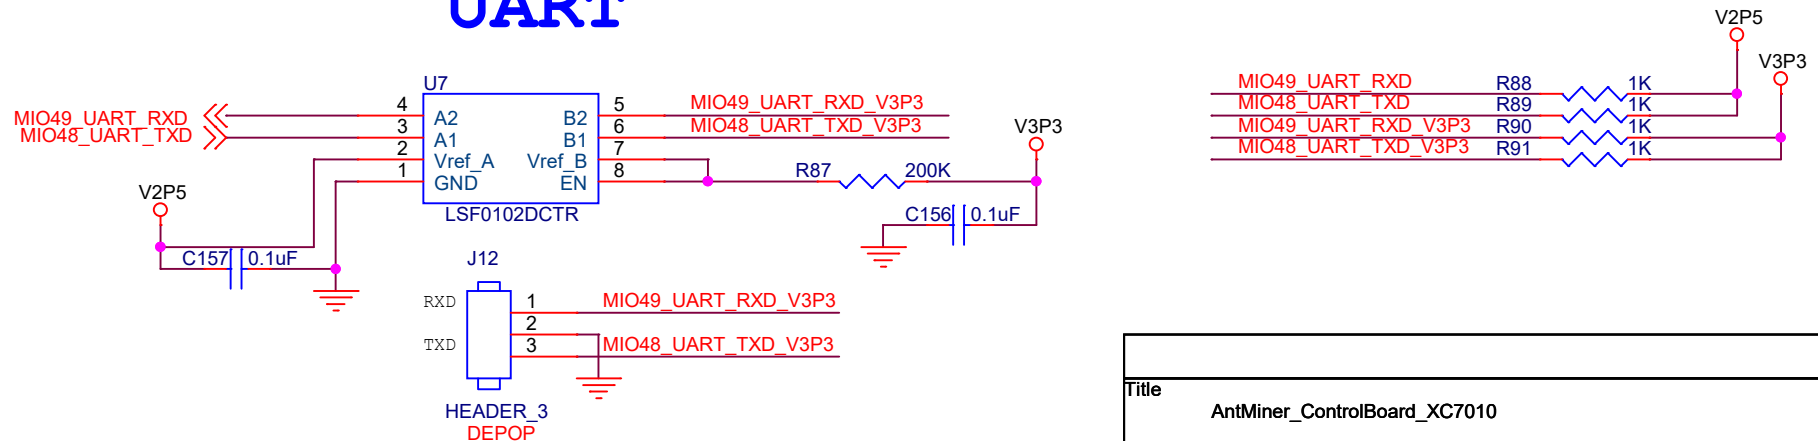 UART
V2P5
V3P3
U7
MIO49_UART_RXD
MIO48_UART_TXD
4
3
2
1
A2
A1
Vref_A
GND
B2
B1
Vref_B
EN
5
6
7
8
LSF0102DCTR
MIO49_UART_RXD_V3P3
MIO48_UART_TXD_V3P3
R87
200K
V3P3
C156
0.1uF
V2P5
C157
0.1uF
MIO49_UART_RXD R88 1K
MIO48_UART_TXD R89 1K
MIO49_UART_RXD_V3P3 R90 1K
MIO48_UART_TXD_V3P3 R91 1K
J12
RXD
TXD
1
2
3
MIO49_UART_RXD_V3P3
MIO48_UART_TXD_V3P3
HEADER_3
DEPOP
Title
AntMiner_ControlBoard_XC7010